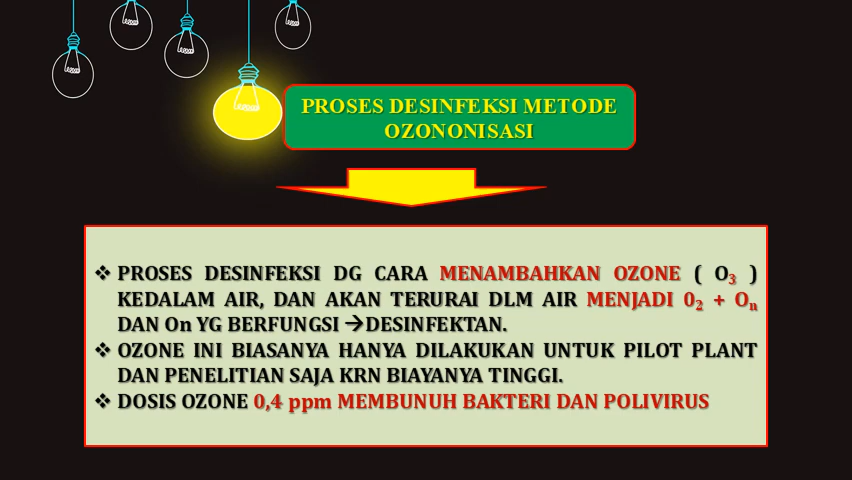 PROSES DESINFEKSI METODE
OZONONISASI
❖ PROSES DESINFEKSI DG CARA MENAMBAHKAN OZONE ( O₃ )
KEDALAM AIR, DAN AKAN TERURAI DLM AIR MENJADI 0₂ + Oₙ
DAN On YG BERFUNGSI →DESINFEKTAN.
❖ OZONE INI BIASANYA HANYA DILAKUKAN UNTUK PILOT PLANT
DAN PENELITIAN SAJA KRN BIAYANYA TINGGI.
❖ DOSIS OZONE 0,4 ppm MEMBUNUH BAKTERI DAN POLIVIRUS